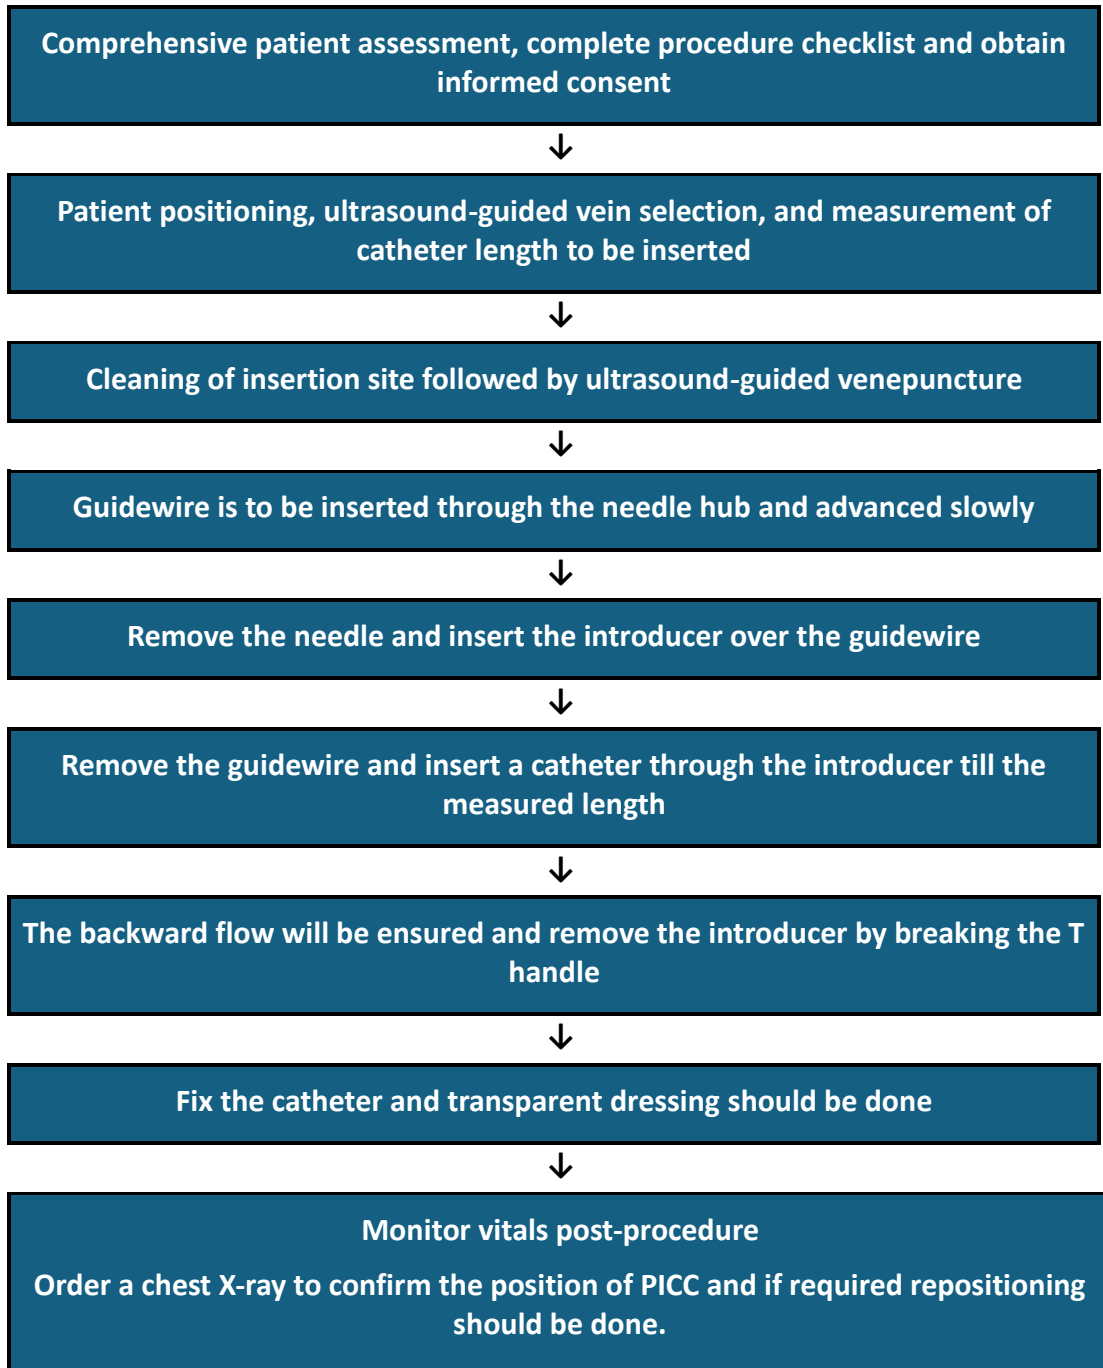 Comprehensive patient assessment, complete procedure checklist and obtain
informed consent
Patient positioning, ultrasound-guided vein selection, and measurement of
catheter length to be inserted
Cleaning of insertion site followed by ultrasound-guided venepuncture
Guidewire is to be inserted through the needle hub and advanced slowly
Remove the needle and insert the introducer over the guidewire
Remove the guidewire and insert a catheter through the introducer till the
measured length
The backward flow will be ensured and remove the introducer by breaking the T
handle
Fix the catheter and transparent dressing should be done
Monitor vitals post-procedure
Order a chest X-ray to confirm the position of PICC and if required repositioning
should be done.